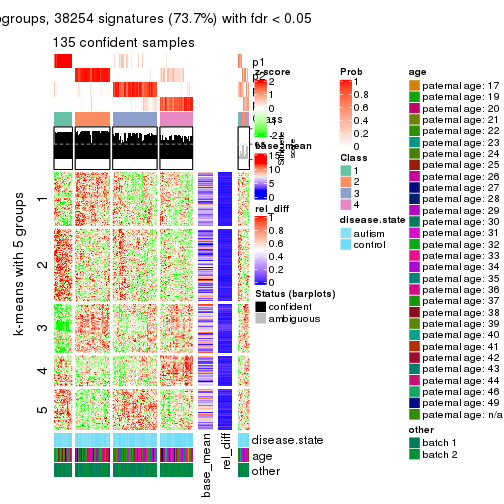 ogroups, 38254 signatures (73.7%) with fdr < 0.05
135 confident samples
p1
z-score
2
1
0
-1
-2
base_mean
15
10
5
0
rel_diff
1
0.8
0.6
0.4
0.2
0
Status (barplots)
confident
ambiguous
Prob
1
0.8
0.6
0.4
0.2
0
Class
1
2
3
4
disease.state
autism
control
age
paternal age: 17
paternal age: 19
paternal age: 20
paternal age: 21
paternal age: 22
paternal age: 23
paternal age: 24
paternal age: 25
paternal age: 26
paternal age: 27
paternal age: 28
paternal age: 29
paternal age: 30
paternal age: 31
paternal age: 32
paternal age: 33
paternal age: 34
paternal age: 35
paternal age: 36
paternal age: 37
paternal age: 38
paternal age: 39
paternal age: 40
paternal age: 41
paternal age: 42
paternal age: 43
paternal age: 44
paternal age: 46
paternal age: 49
paternal age: n/a
other
batch 1
batch 2
k-means with 5 groups
1
2
3
4
5
disease.state
age
other
base_mean
rel_diff